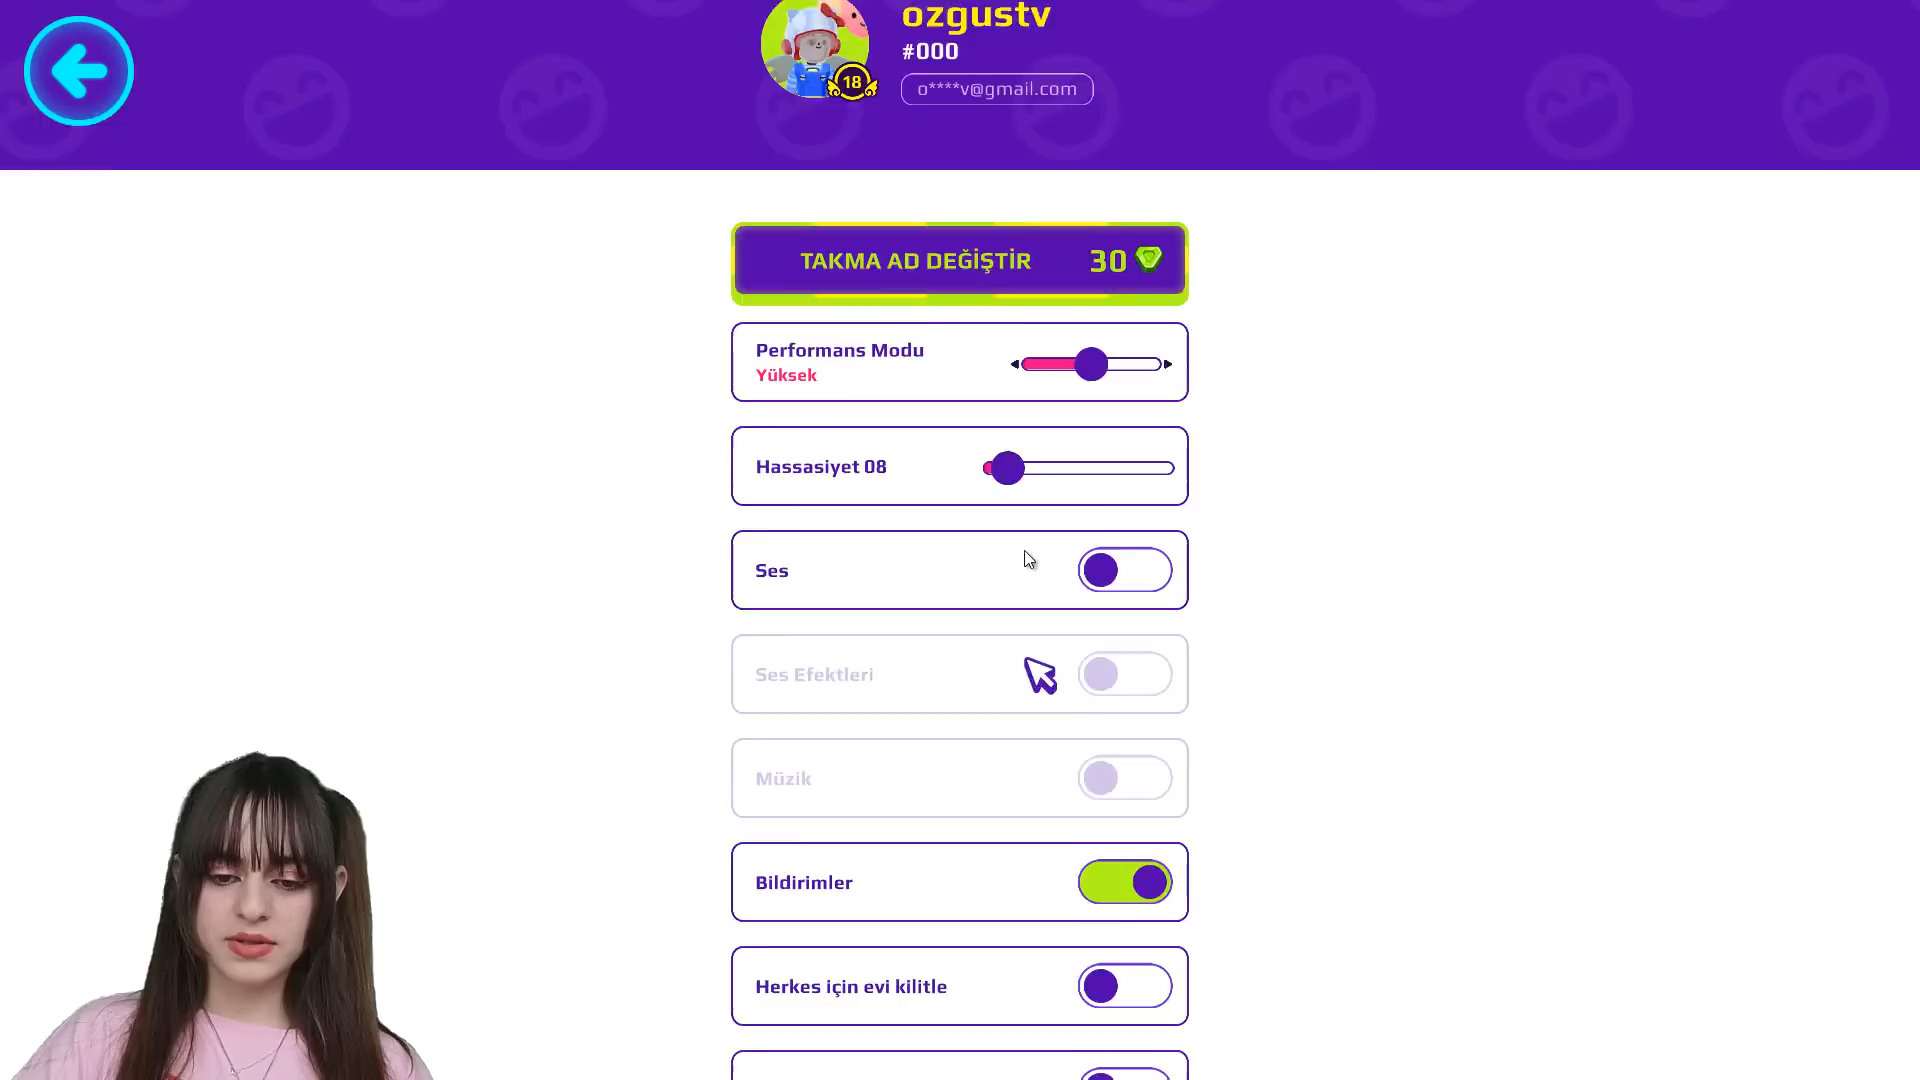 ozgustv
#000
18
o****v@gmail.com
TAKMA AD DEĞİŞTİR 30
Performans Modu
Yüksek
Hassasiyet 08
Ses
Ses Efektleri
Müzik
Bildirimler
Herkes için evi kilitle